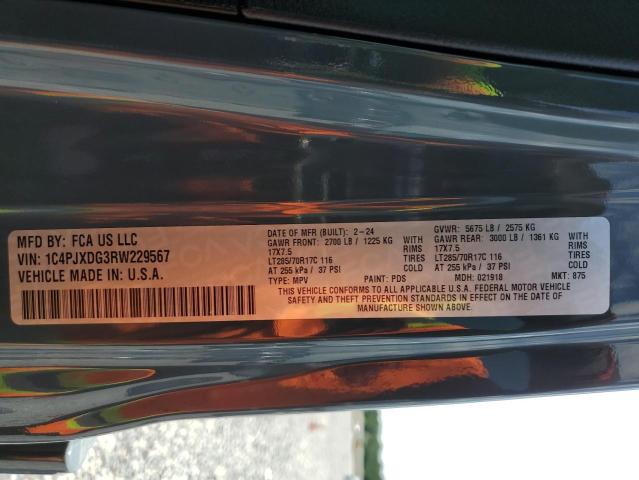 MFD BY: FCA US LLC
VIN: 1C4PJXDG3RW229567
VEHICLE MADE IN U.S.A.
DATE OF MFR (BUILT): 2-24
GAWR FRONT: 2700 LB / 1225 KG
17X7.5 RIMS
LT285/70R17C 116 TIRES
AT 255 kPa / 37 PSI COLD
TYPE: MPV PAINT: PDS
GVWR: 5675 LB / 2575 KG
GAWR REAR: 3000 LB / 1361 KG
17X7.5 RIMS
LT285/70R17C 116 TIRES
AT 255 kPa / 37 PSI COLD
MDH: 021918 MKT: 875
THIS VEHICLE CONFORMS TO ALL APPLICABLE U.S.A. FEDERAL MOTOR VEHICLE
SAFETY AND THEFT PREVENTION STANDARDS IN EFFECT ON THE DATE OF
MANUFACTURE SHOWN ABOVE.